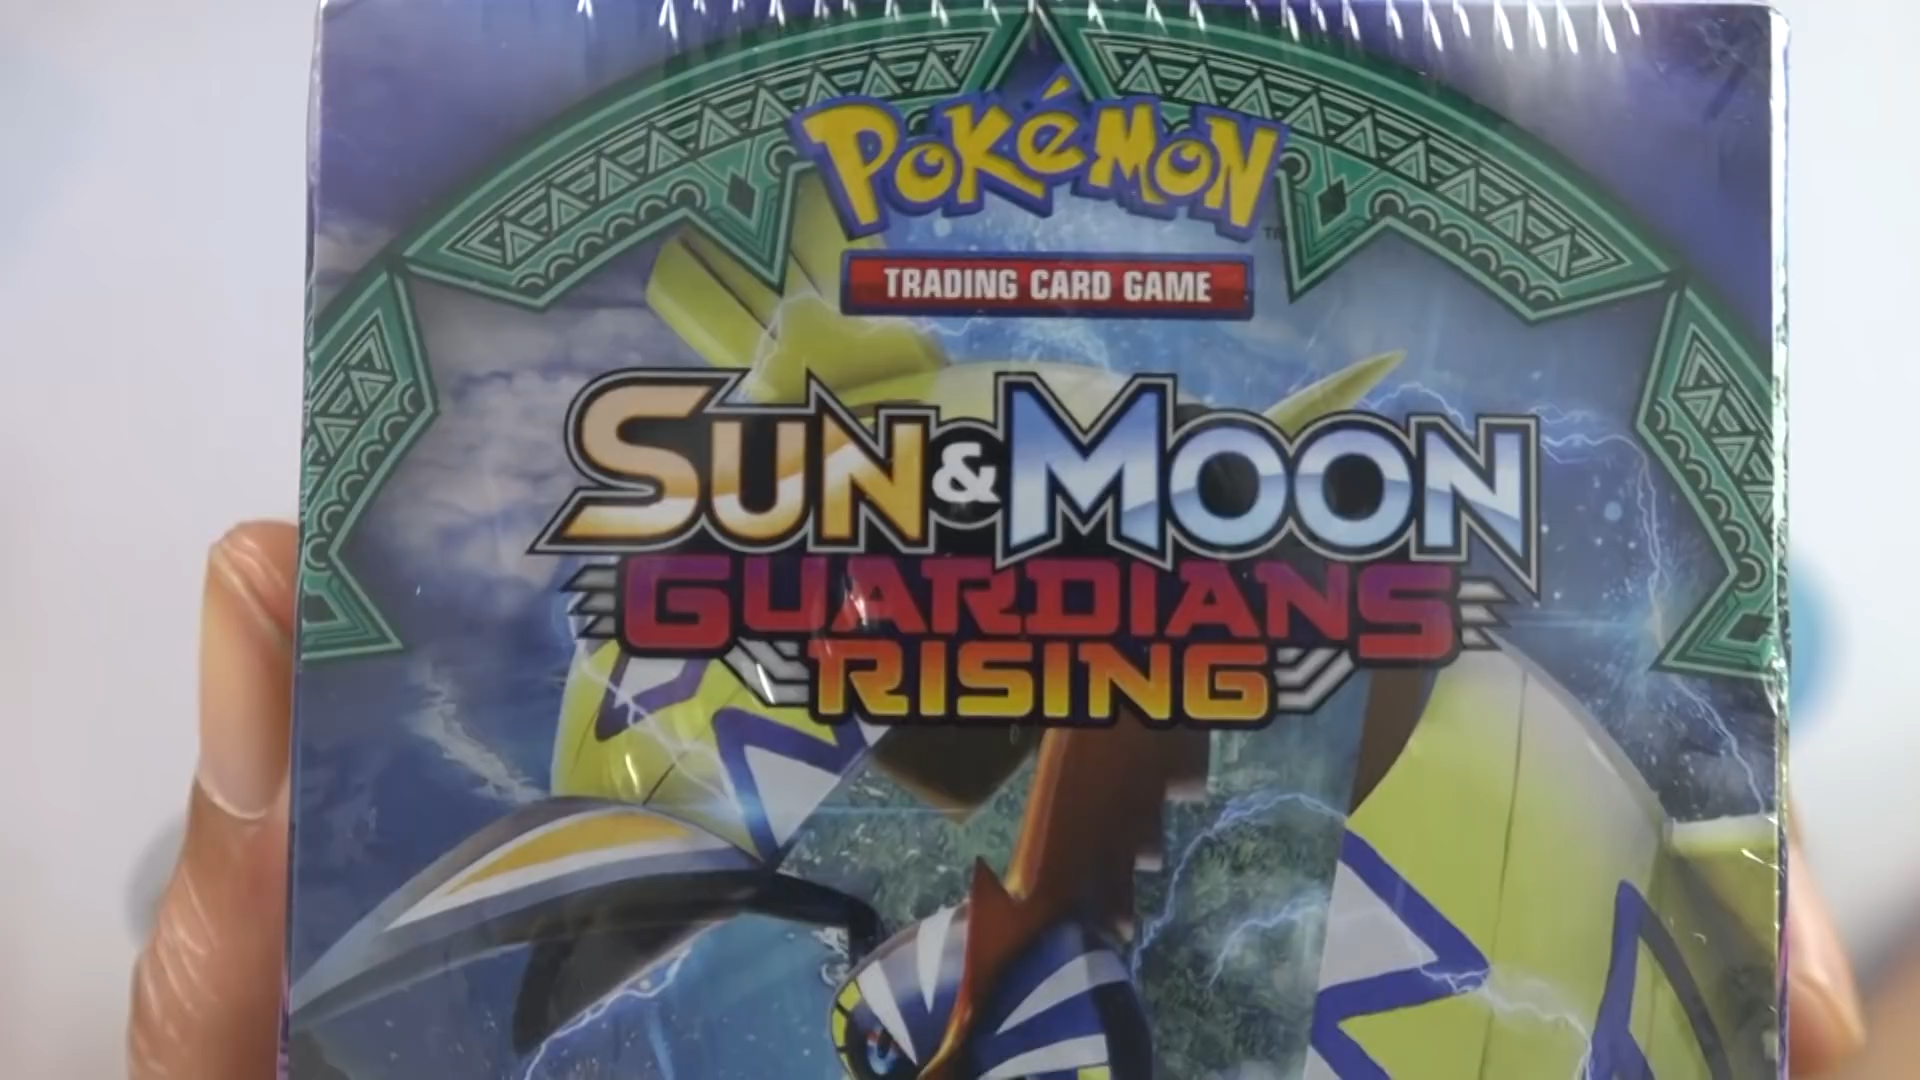 POKéMON
TM
TRADING CARD GAME
SUN & MOON
GUARDIANS
RISING